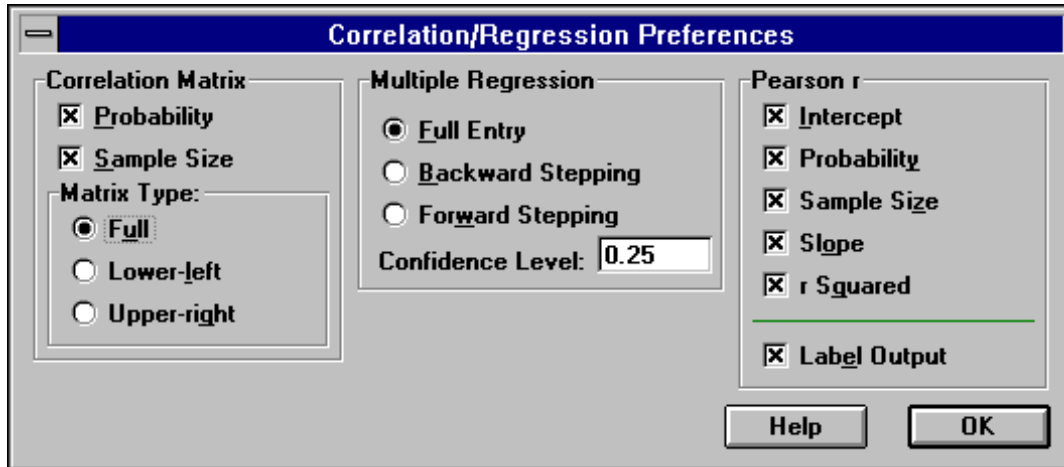 Correlation/Regression Preferences
Correlation Matrix
Probability
Sample Size
Matrix Type:
Full
Lower-left
Upper-right
Multiple Regression
Full Entry
Backward Stepping
Forward Stepping
Confidence Level: 0.25
Pearson r
Intercept
Probability
Sample Size
Slope
r Squared
Label Output
Help
OK